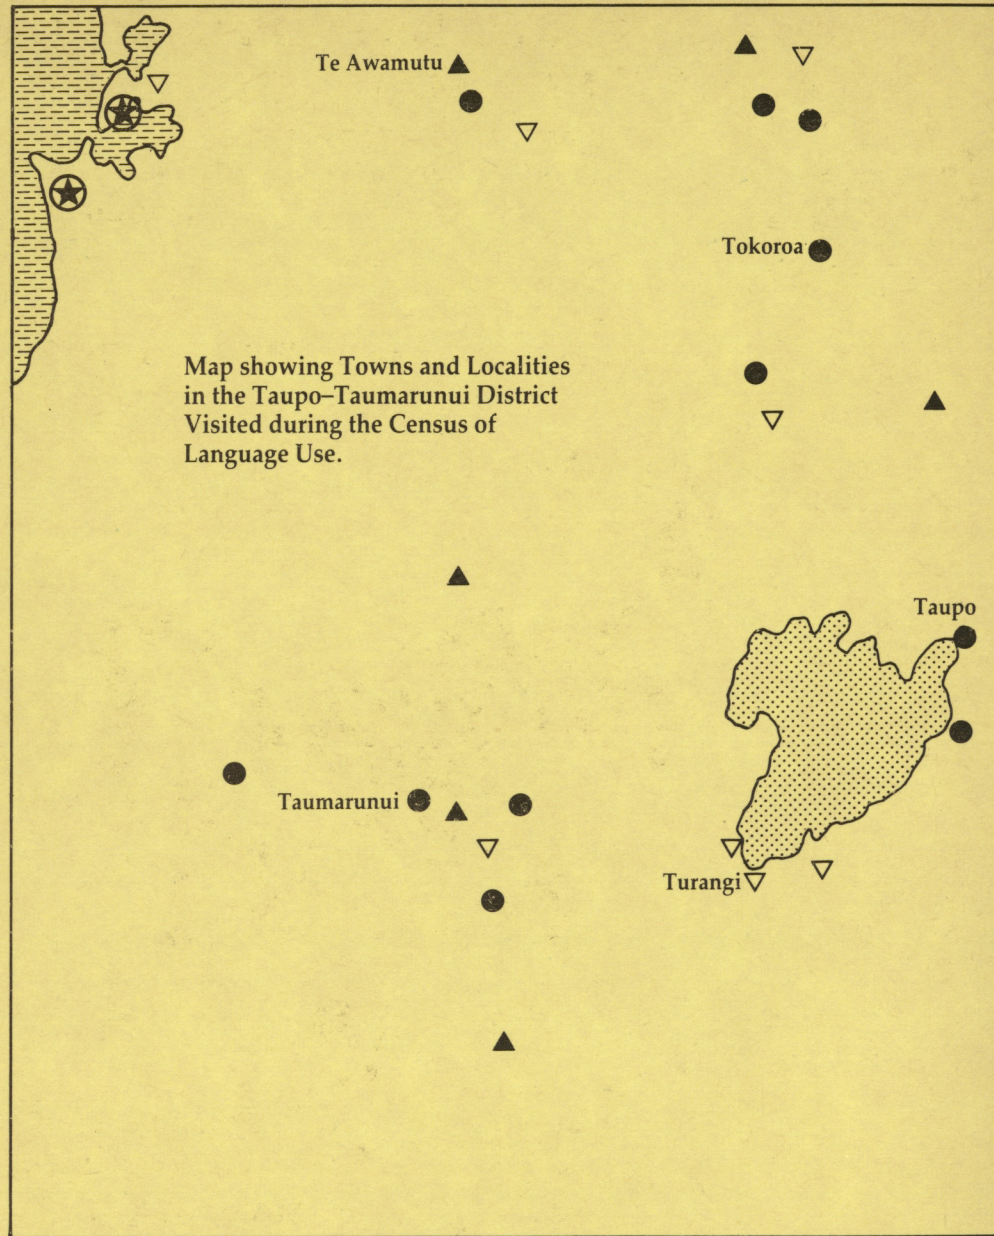 Te Awamutu
Tokoroa
Map showing Towns and Localities
in the Taupo–Taumarunui District
Visited during the Census of
Language Use.
Taupo
Taumarunui
Turangi